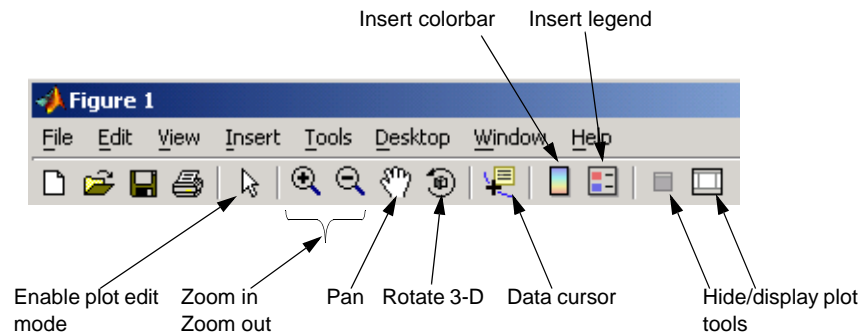 Insert colorbar
Insert legend
Figure 1
File Edit View Insert Tools Desktop Window Help
Enable plot edit
mode
Zoom in
Zoom out
Pan
Rotate 3-D
Data cursor
Hide/display plot
tools